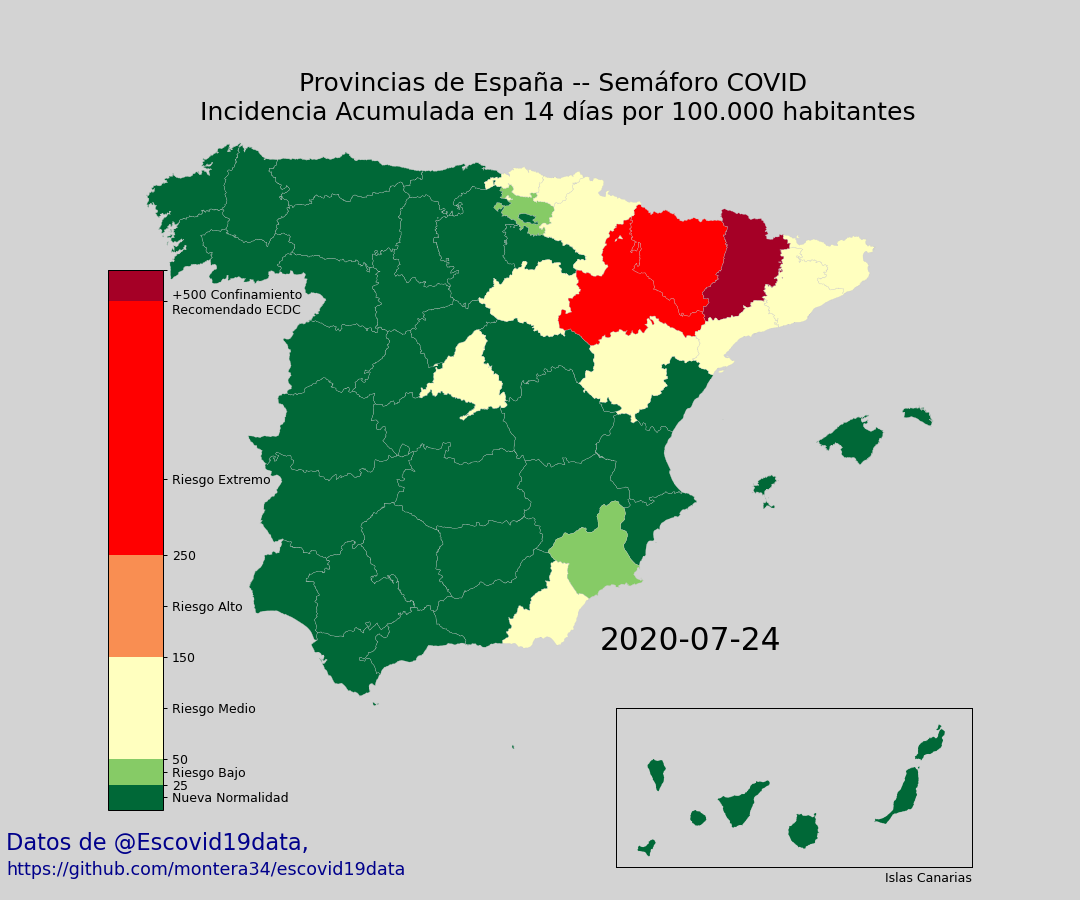 Provincias de España -- Semáforo COVID
Incidencia Acumulada en 14 días por 100.000 habitantes
+500 Confinamiento
Recomendado ECDC
Riesgo Extremo
250
Riesgo Alto
150
Riesgo Medio
50
Riesgo Bajo
25
Nueva Normalidad
2020-07-24
Islas Canarias
Datos de @Escovid19data,
https://github.com/montera34/escovid19data